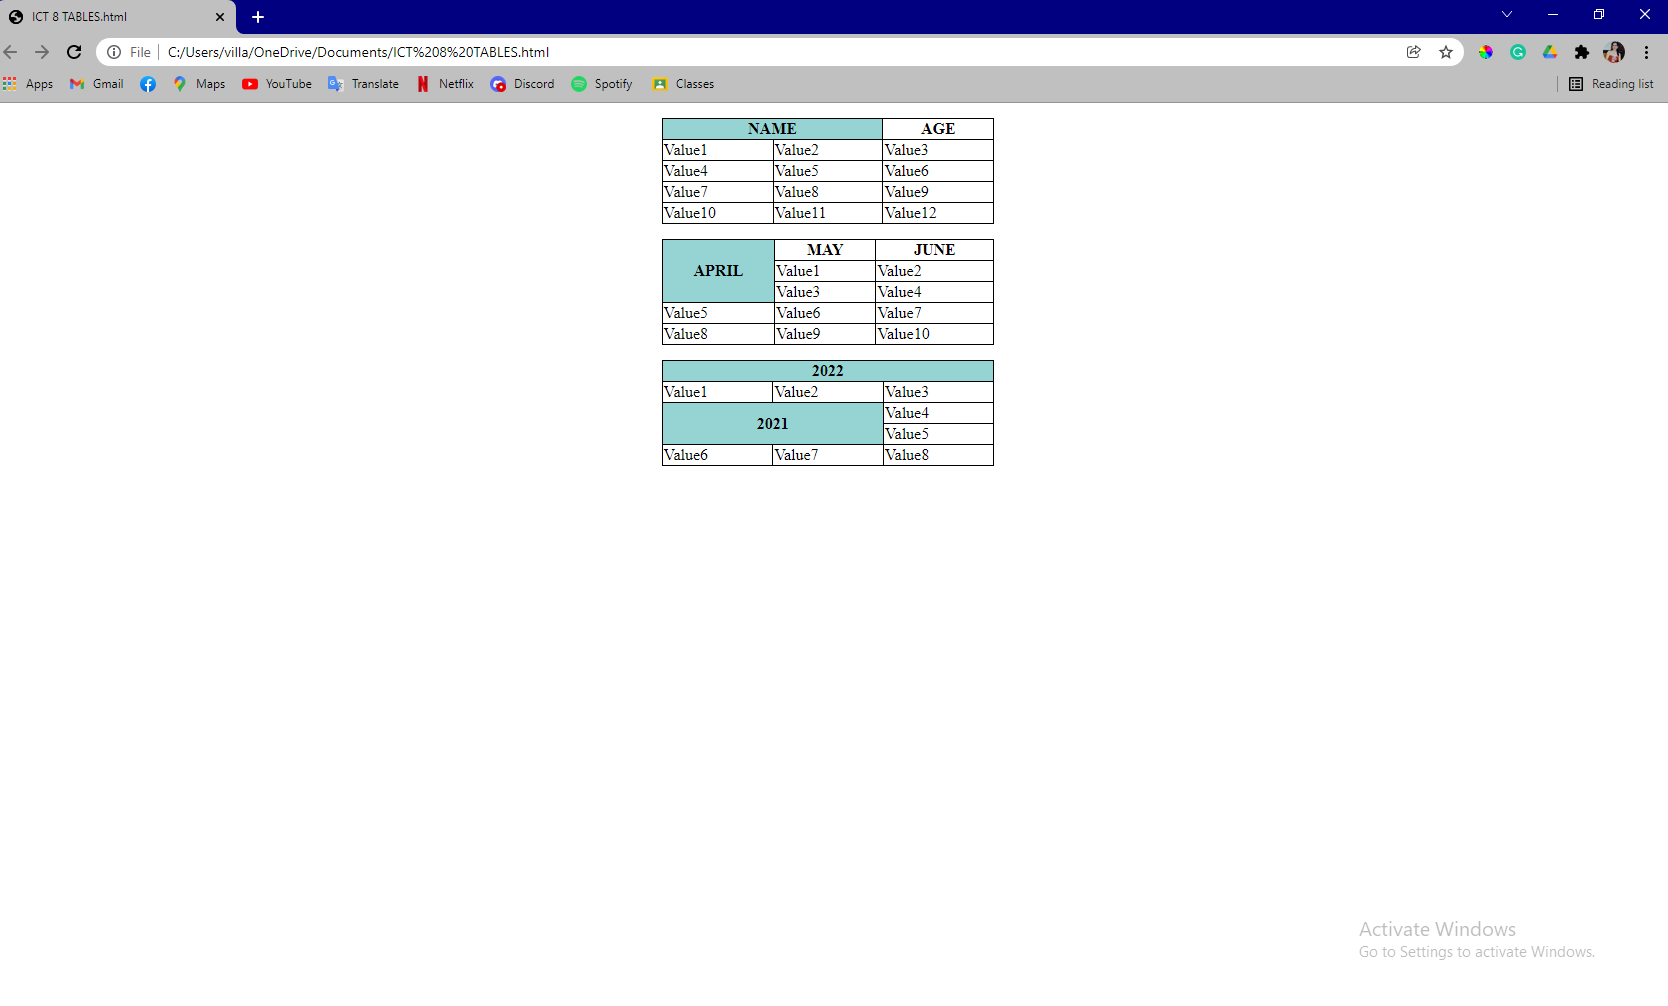 ICT 8 TABLES.html
File C:/Users/villa/OneDrive/Documents/ICT%208%20TABLES.html
Apps Gmail Maps YouTube Translate Netflix Discord Spotify Classes Reading list
NAME AGE
Value1 Value2 Value3
Value4 Value5 Value6
Value7 Value8 Value9
Value10 Value11 Value12
MAY JUNE
APRIL Value1 Value2
Value3 Value4
Value5 Value6 Value7
Value8 Value9 Value10
2022
Value1 Value2 Value3
2021 Value4
Value5
Value6 Value7 Value8
Activate Windows
Go to Settings to activate Windows.